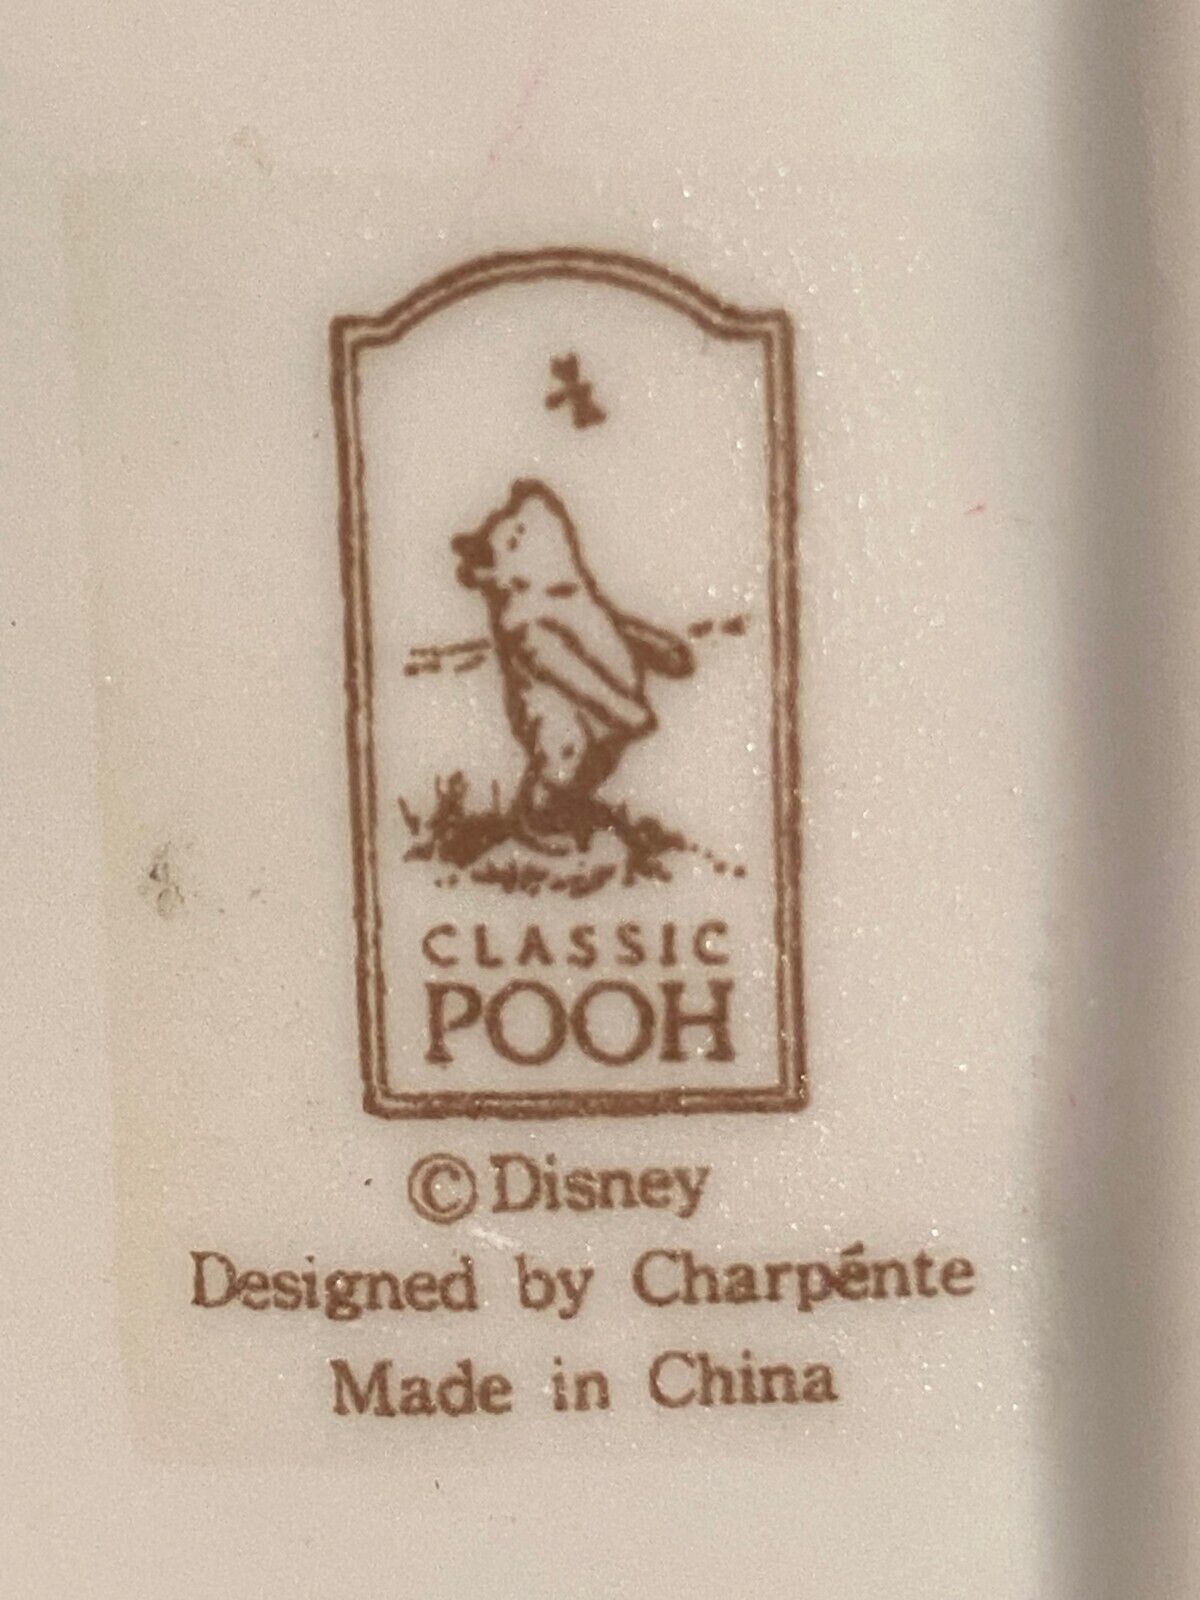 CLASSIC
POOH
©Disney
Designed by Charpénte
Made in China